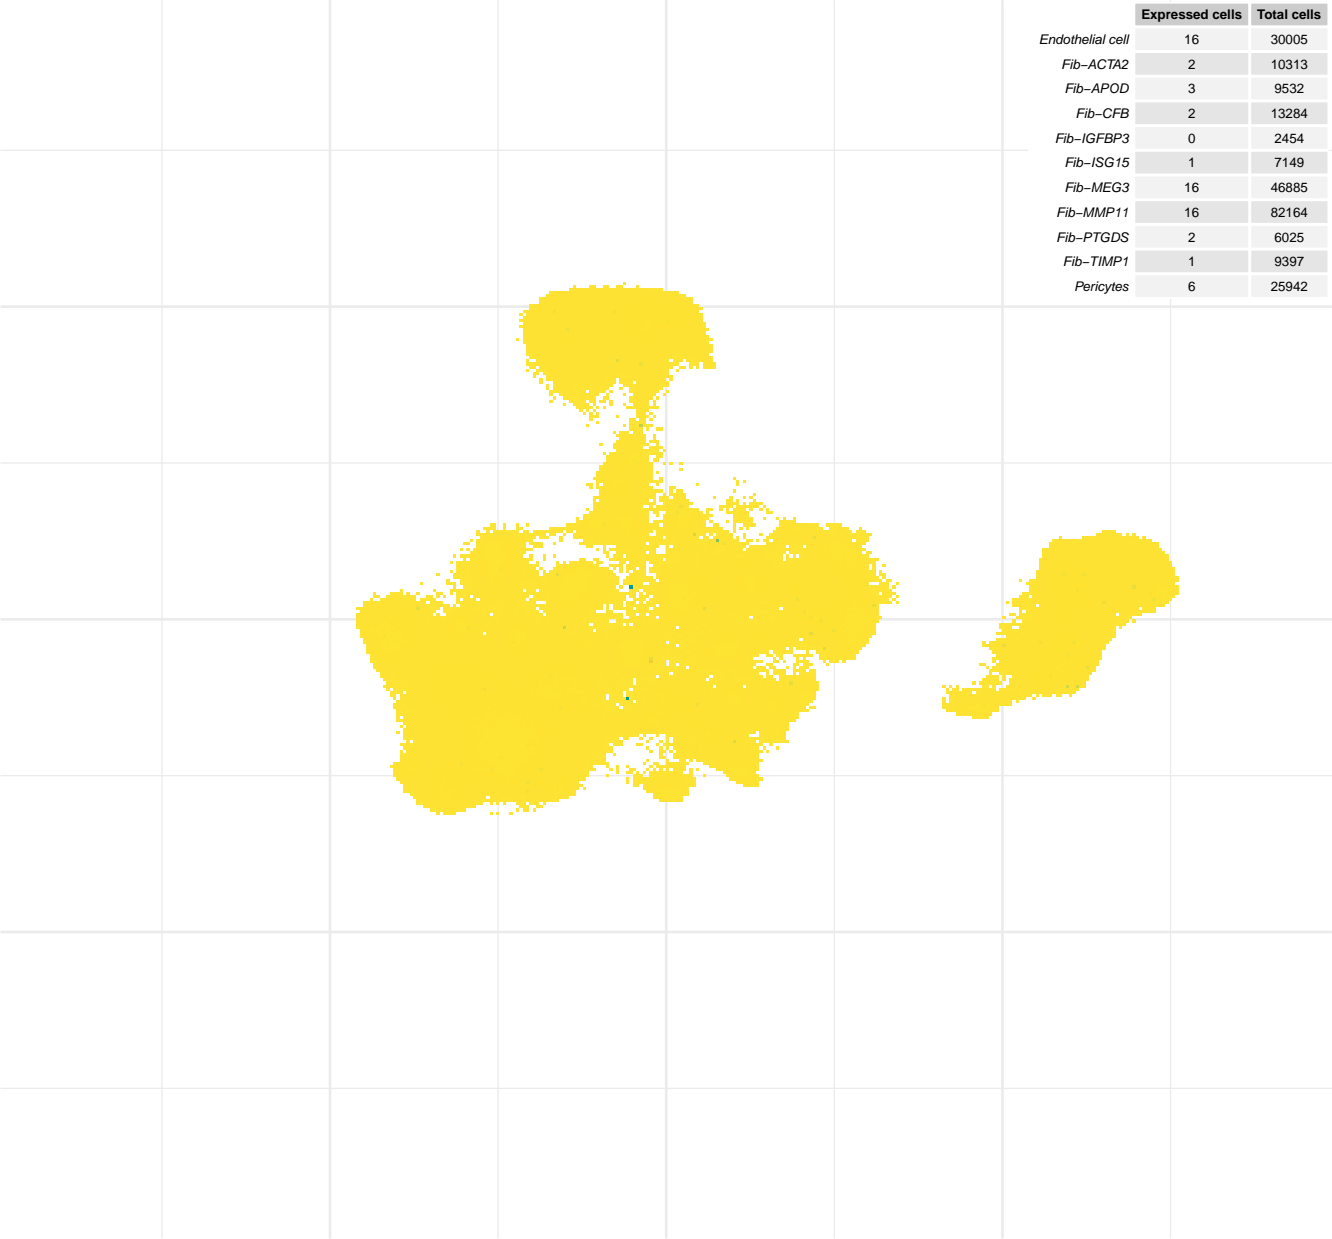 Expressed cells Total cells
Endothelial cell 16 30005
Fib−ACTA2 2 10313
Fib−APOD 3 9532
Fib−CFB 2 13284
Fib−IGFBP3 0 2454
Fib−ISG15 1 7149
Fib−MEG3 16 46885
Fib−MMP11 16 82164
Fib−PTGDS 2 6025
Fib−TIMP1 1 9397
Pericytes 6 25942